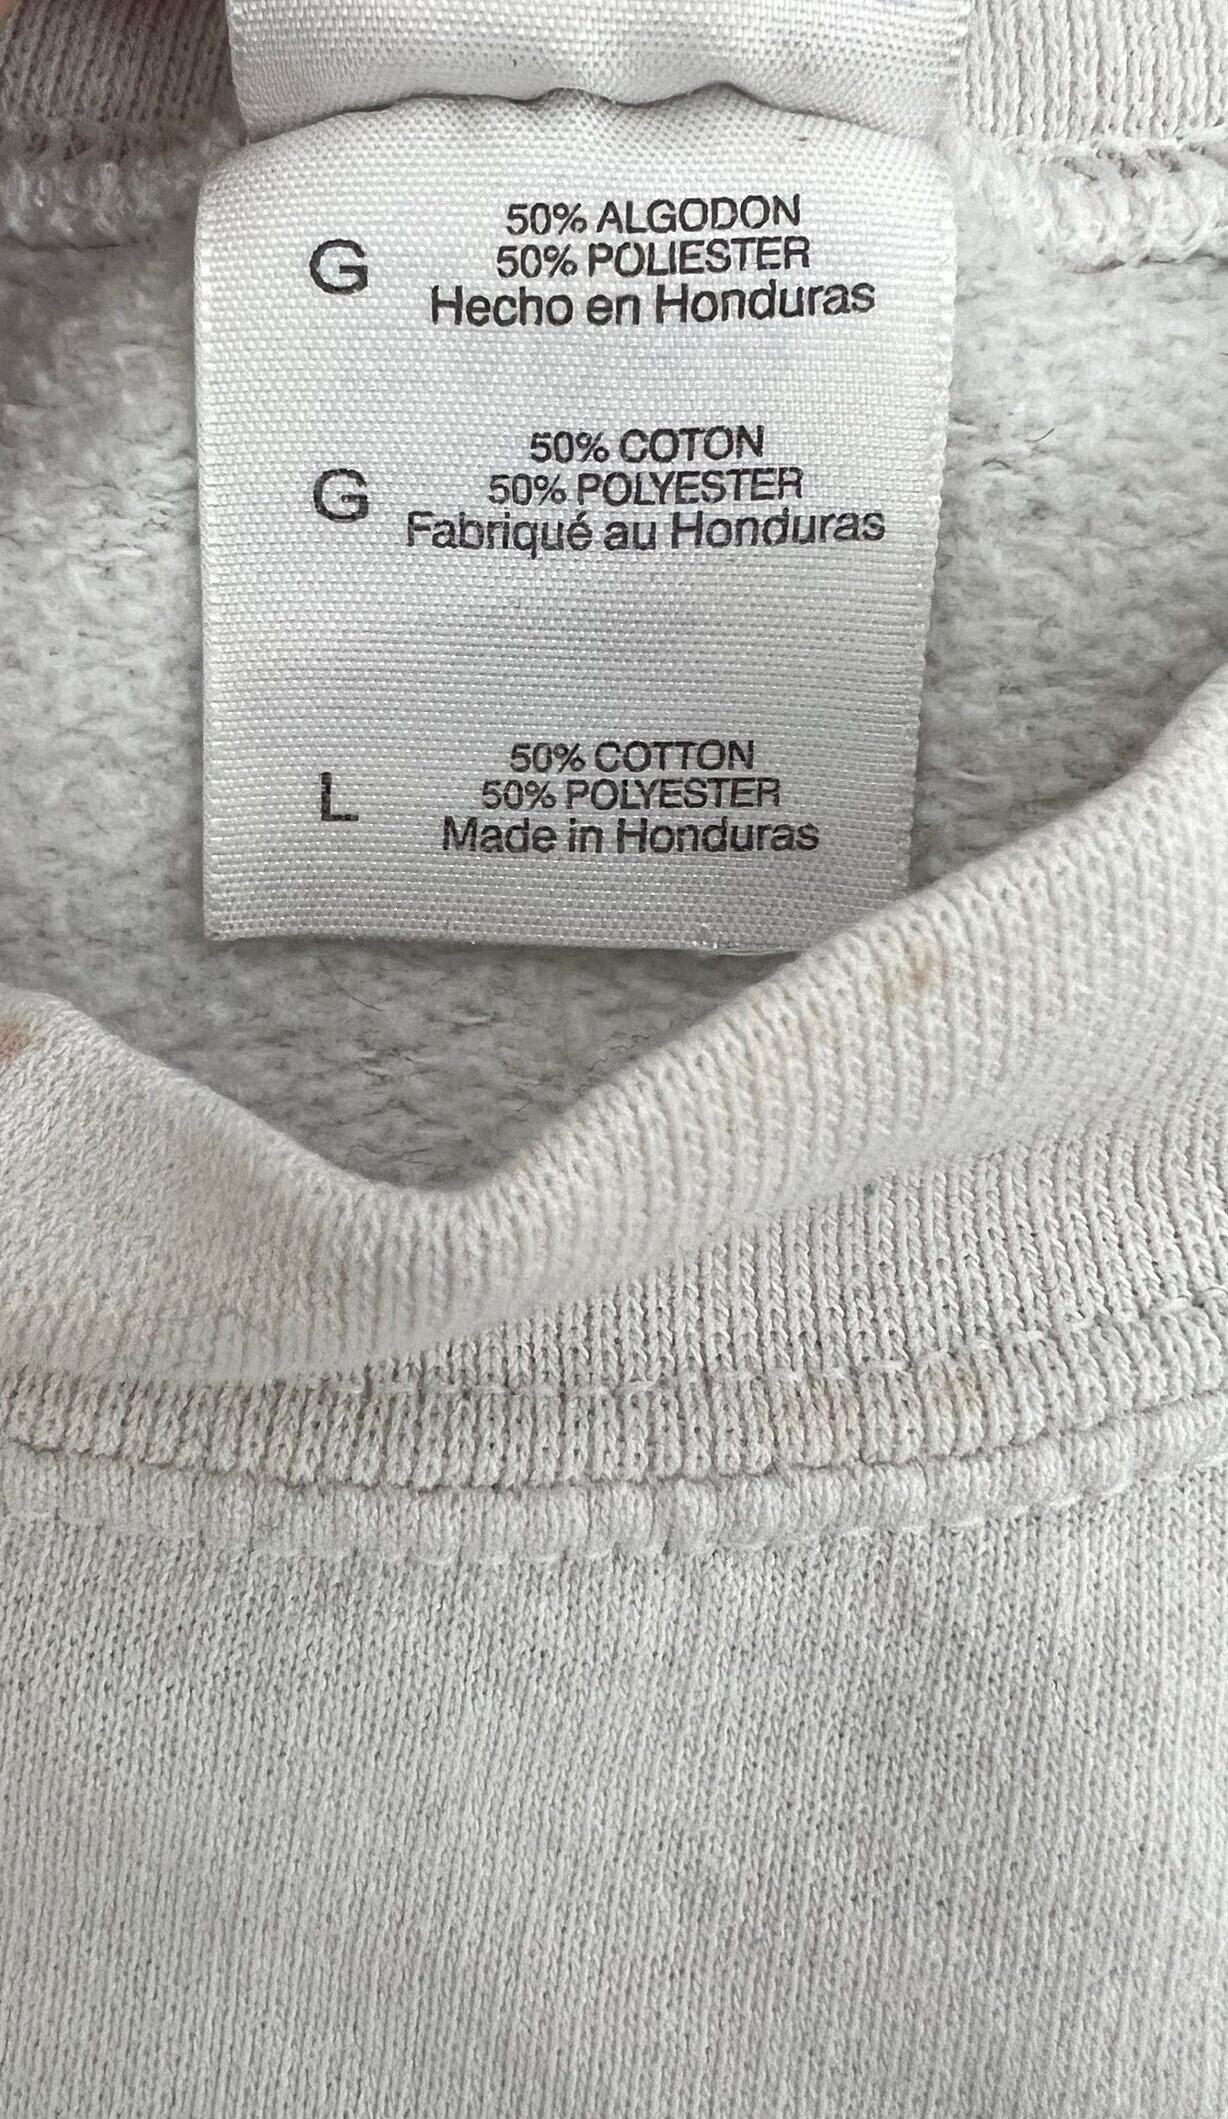 G
50% ALGODON
50% POLIESTER
Hecho en Honduras
G
50% COTON
50% POLYESTER
Fabriqué au Honduras
L
50% COTTON
50% POLYESTER
Made in Honduras